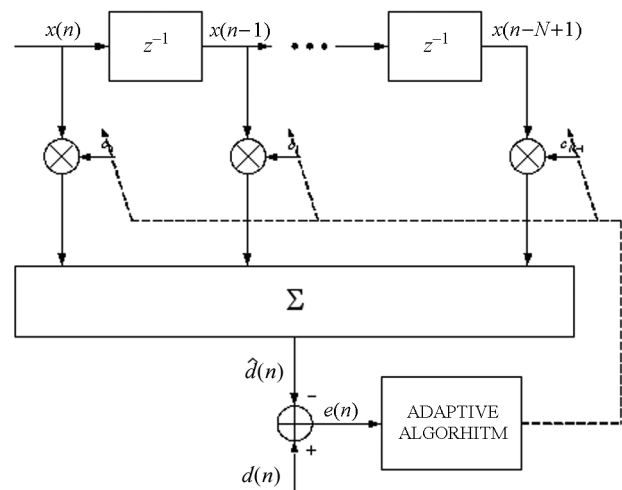 x(n)
z⁻¹
x(n−1)
z⁻¹
x(n−N+1)
Σ
d̂(n)
−
e(n)
ADAPTIVE
ALGORHITM
+
d(n)